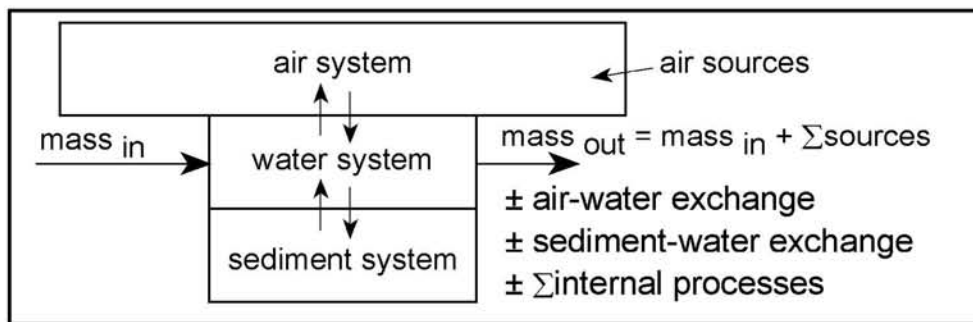 air system
air sources
mass in
mass out = mass in + ∑sources
water system
± air-water exchange
± sediment-water exchange
sediment system
± ∑internal processes